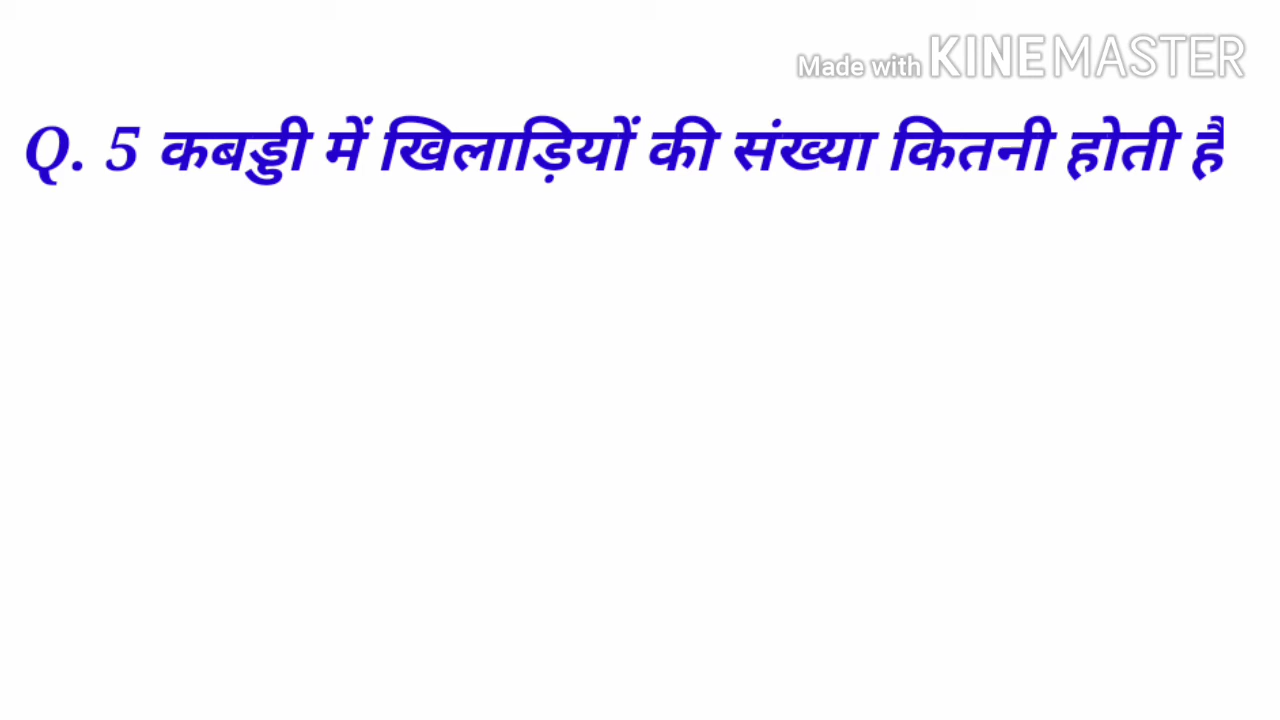 Made with KINEMASTER
Q. 5 कबड्डी में खिलाड़ियों की संख्या कितनी होती है